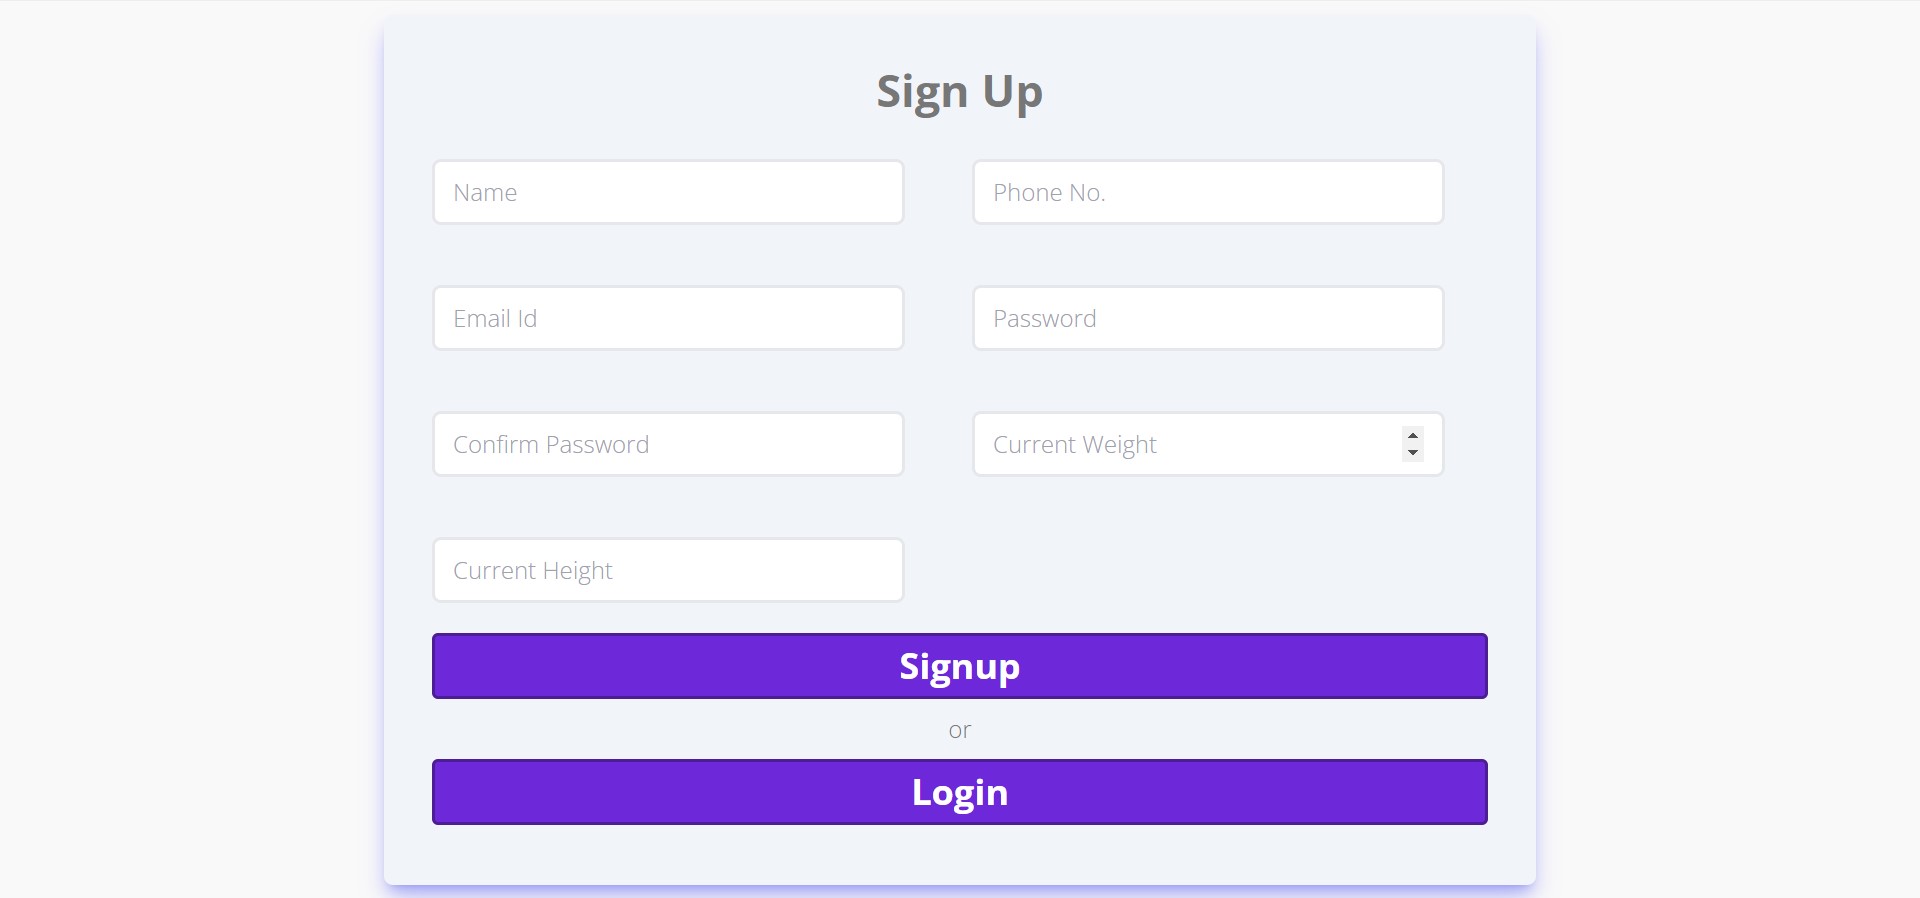 Sign Up
Name
Phone No.
Email Id
Password
Confirm Password
Current Weight
Current Height
Signup
or
Login